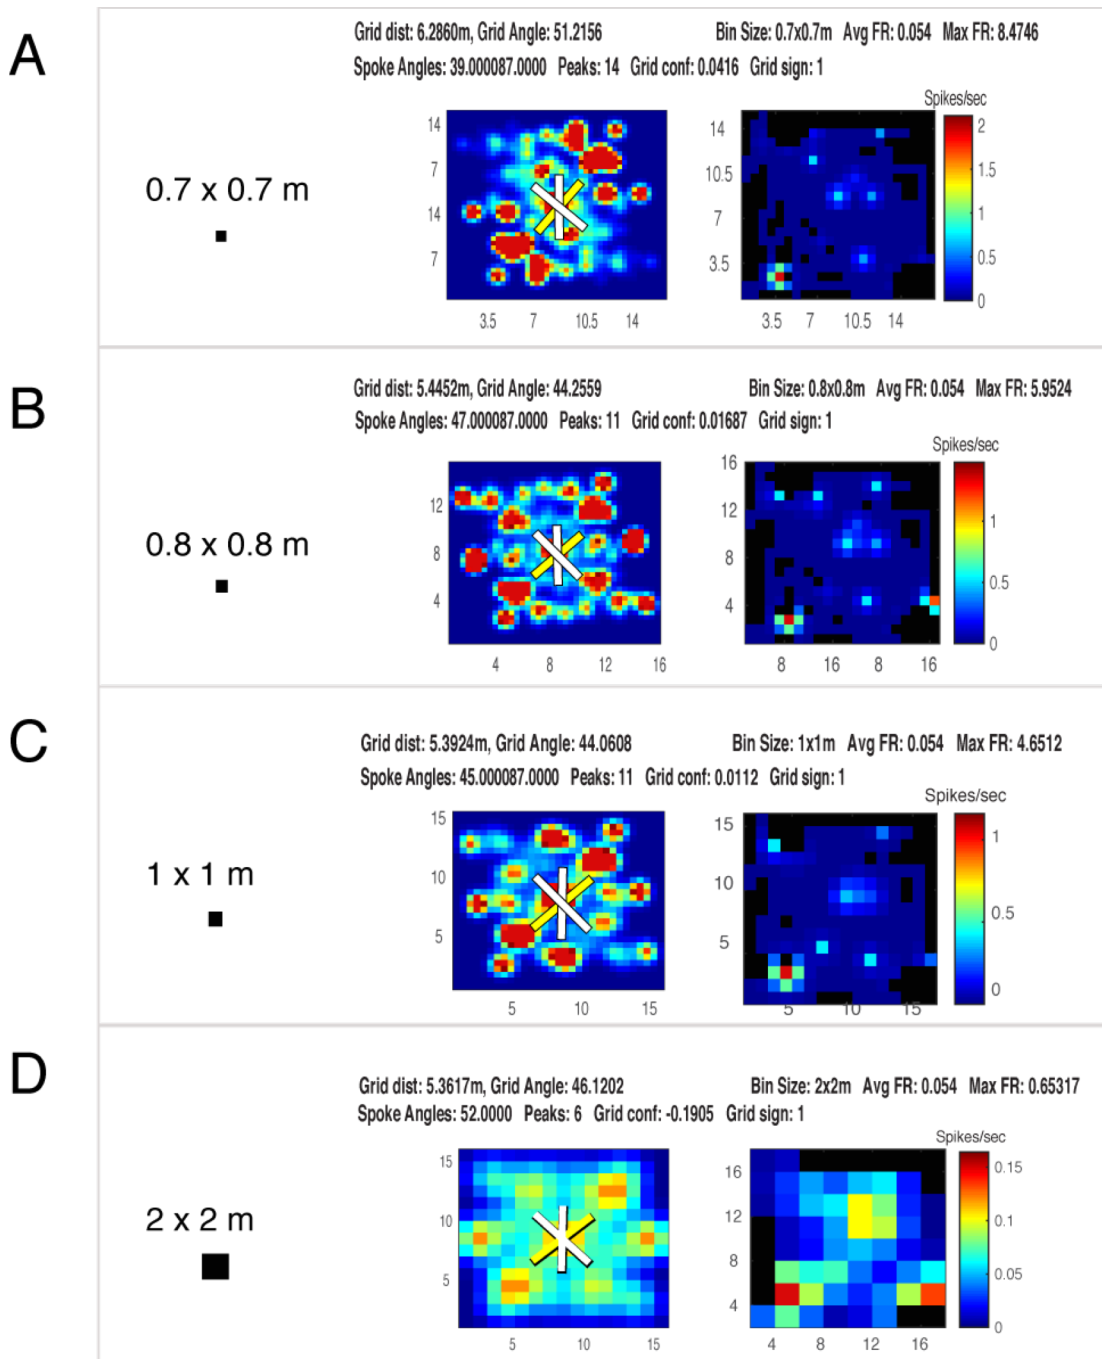 A
Grid dist: 6.2860m, Grid Angle: 51.2156
Bin Size: 0.7x0.7m Avg FR: 0.054 Max FR: 8.4746
Spoke Angles: 39.000087.0000 Peaks: 14 Grid conf: 0.0416 Grid sign: 1
Spikes/sec
0.7 x 0.7 m
14
7
14
7
3.5 7 10.5 14
14
10.5
7
3.5
3.5 7 10.5 14
2
1.5
1
0.5
0
B
Grid dist: 5.4452m, Grid Angle: 44.2559
Bin Size: 0.8x0.8m Avg FR: 0.054 Max FR: 5.9524
Spoke Angles: 47.000087.0000 Peaks: 11 Grid conf: 0.01687 Grid sign: 1
Spikes/sec
0.8 x 0.8 m
12
8
4
4 8 12 16
16
12
8
4
8 16 8 16
1
0.5
0
C
Grid dist: 5.3924m, Grid Angle: 44.0608
Bin Size: 1x1m Avg FR: 0.054 Max FR: 4.6512
Spoke Angles: 45.000087.0000 Peaks: 11 Grid conf: 0.0112 Grid sign: 1
Spikes/sec
1 x 1 m
15
10
5
5 10 15
15
10
5
5 10 15
1
0.5
0
D
Grid dist: 5.3617m, Grid Angle: 46.1202
Bin Size: 2x2m Avg FR: 0.054 Max FR: 0.65317
Spoke Angles: 52.0000 Peaks: 6 Grid conf: -0.1905 Grid sign: 1
Spikes/sec
2 x 2 m
15
10
5
5 10 15
16
12
8
4
4 8 12 16
0.15
0.1
0.05
0